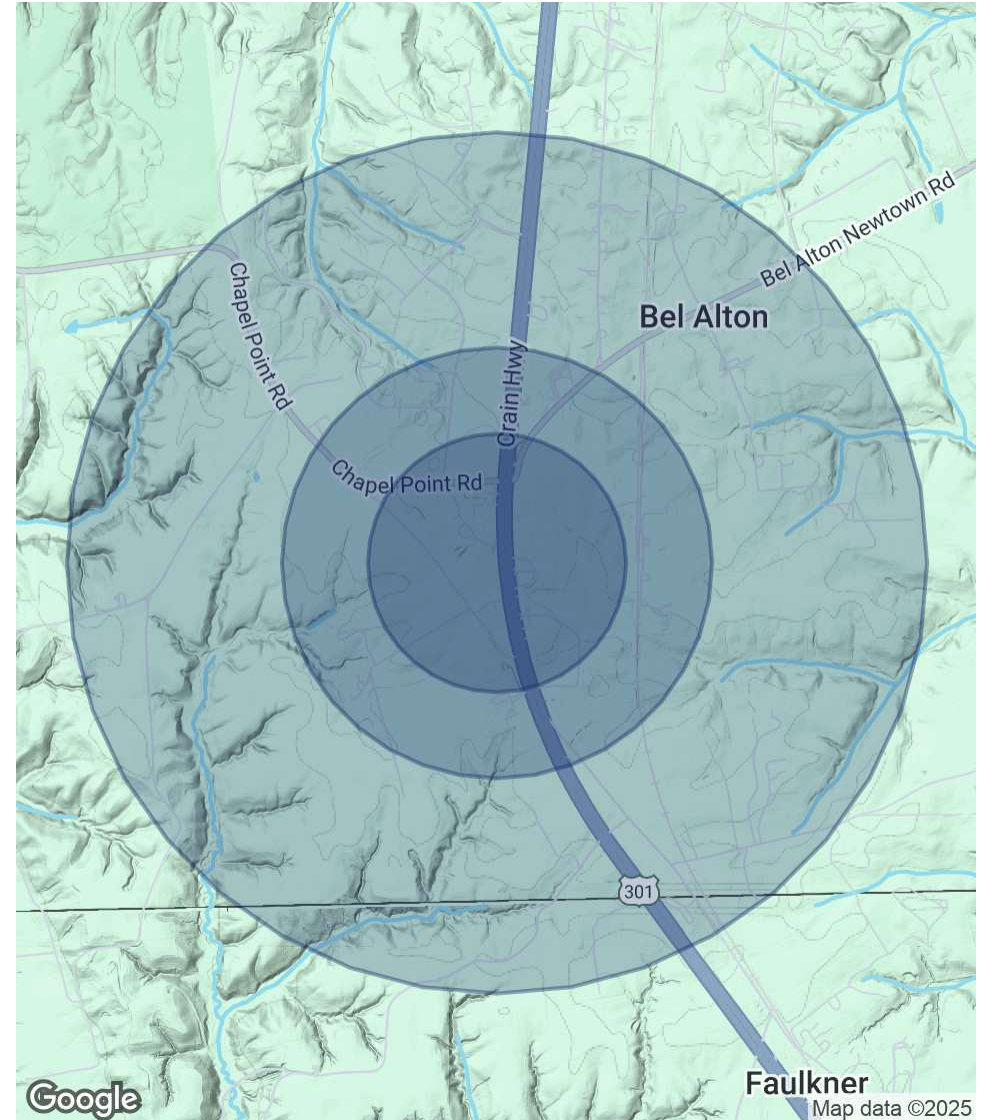 Bel Alton Newtown Rd
Chapel Point Rd
Bel Alton
Crain Hwy
Chapel Point Rd
301
Faulkner
Google
Map data ©2025